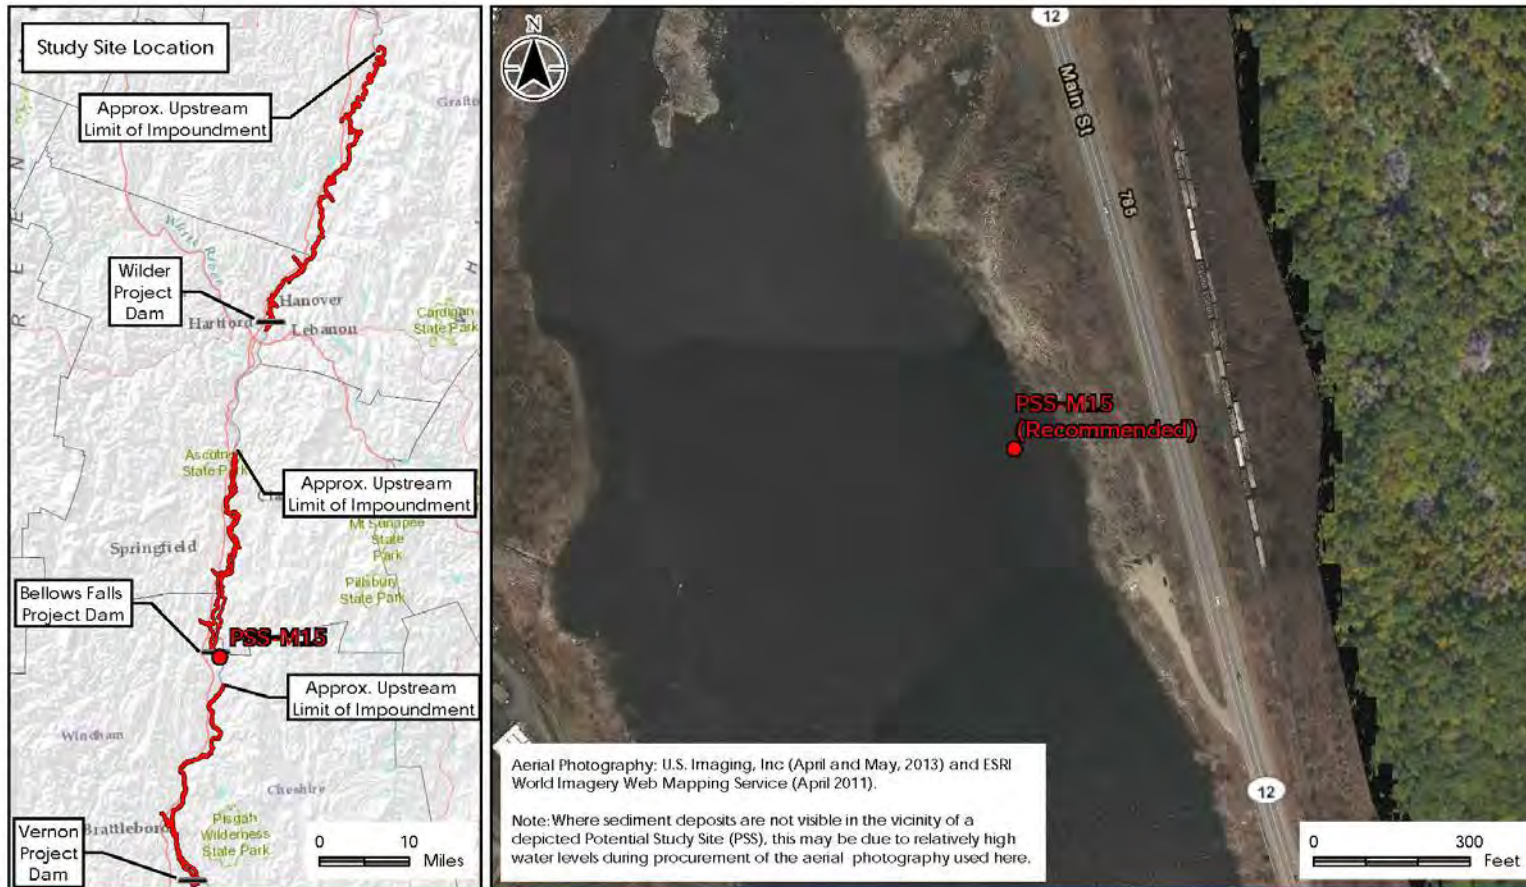 Study Site Location
Approx. Upstream
Limit of Impoundment
White River
Wilder
Project
Dam
Hanover
Hartford
Lebanon
Cardigan
State Park
State Park
Approx. Upstream
Limit of Impoundment
Mt Sunapee
State
Park
Springfield
Pillsbury
State Park
Bellows Falls
Project Dam
PSS-M15
Approx. Upstream
Limit of Impoundment
Windham
Cheshire
Pisgah
Wilderness
State Park
Vernon
Project
Dam
0 10
Miles
N
12
Main St
PSS-M15
(Recommended)
12
Aerial Photography: U.S. Imaging, Inc (April and May, 2013) and ESRI
World Imagery Web Mapping Service (April 2011).
Note: Where sediment deposits are not visible in the vicinity of a
depicted Potential Study Site (PSS), this may be due to relatively high
water levels during procurement of the aerial photography used here.
0 300
Feet